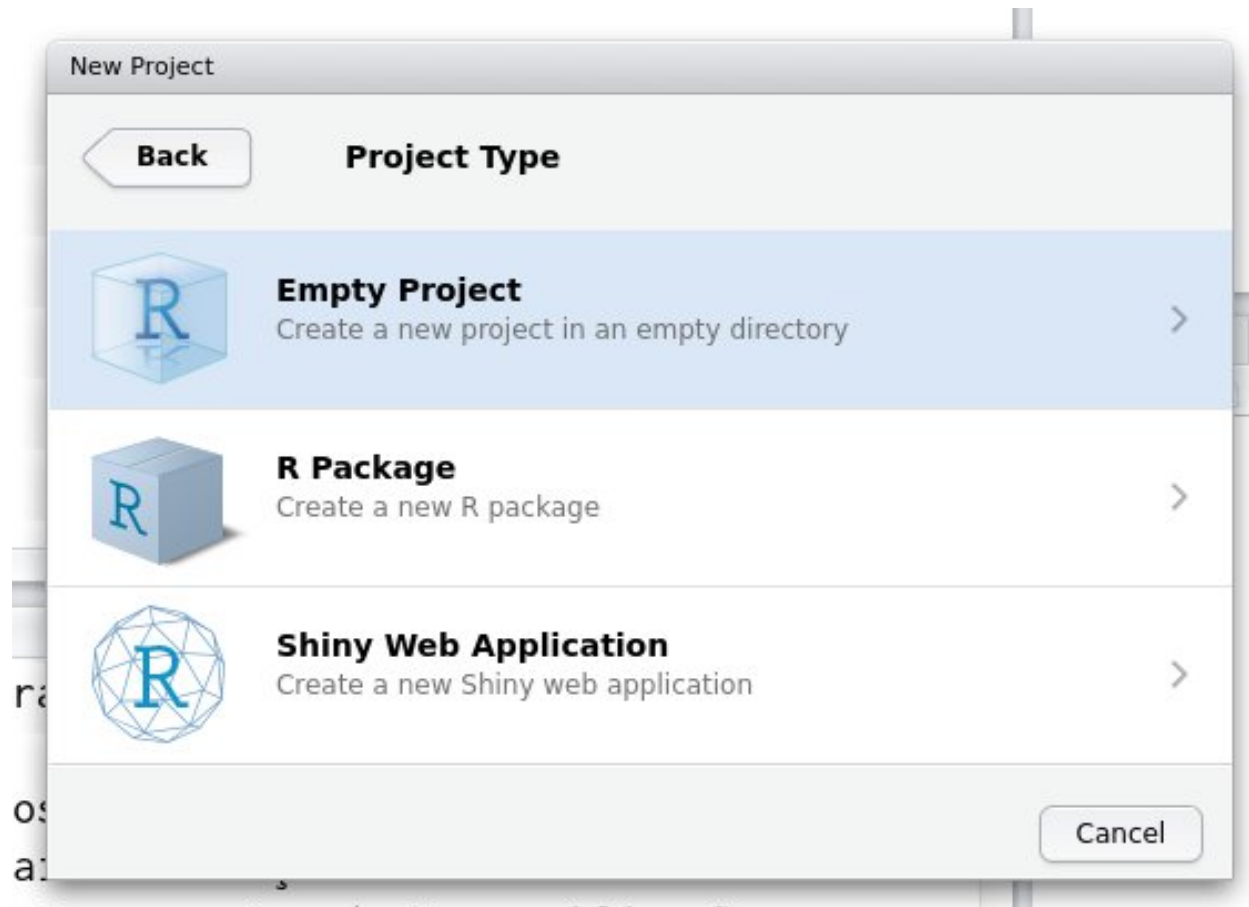 New Project
Back
Project Type
R
Empty Project
Create a new project in an empty directory
R
R Package
Create a new R package
R
Shiny Web Application
Create a new Shiny web application
Cancel